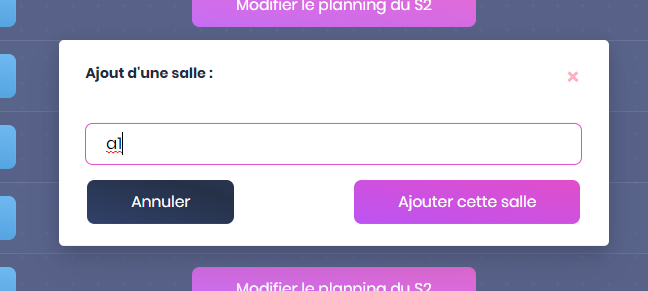 Modifier le planning du S2
Ajout d'une salle :
a1
Annuler
Ajouter cette salle
Modifier le planning du S2